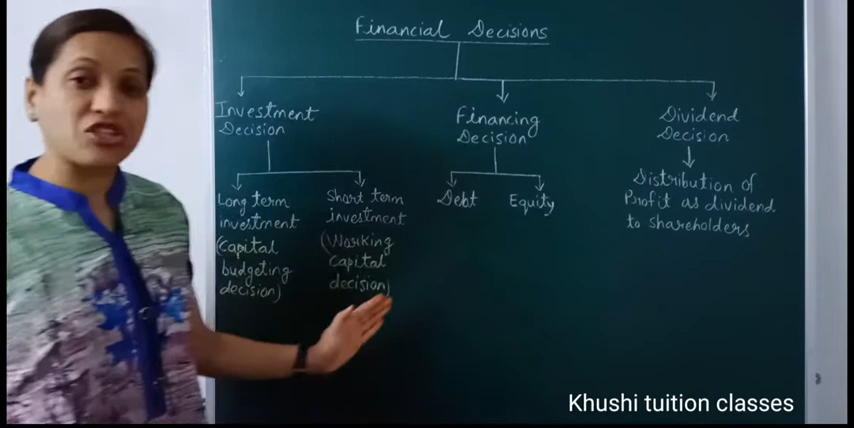 Financial Decisions
Investment
Decision
Financing
Decision
Dividend
Decision
Long term
investment
(Capital
budgeting
decision)
Short term
investment
(Working
Capital
decision)
Debt
Equity
Distribution of
Profit as dividend
to shareholders
Khushi tuition classes